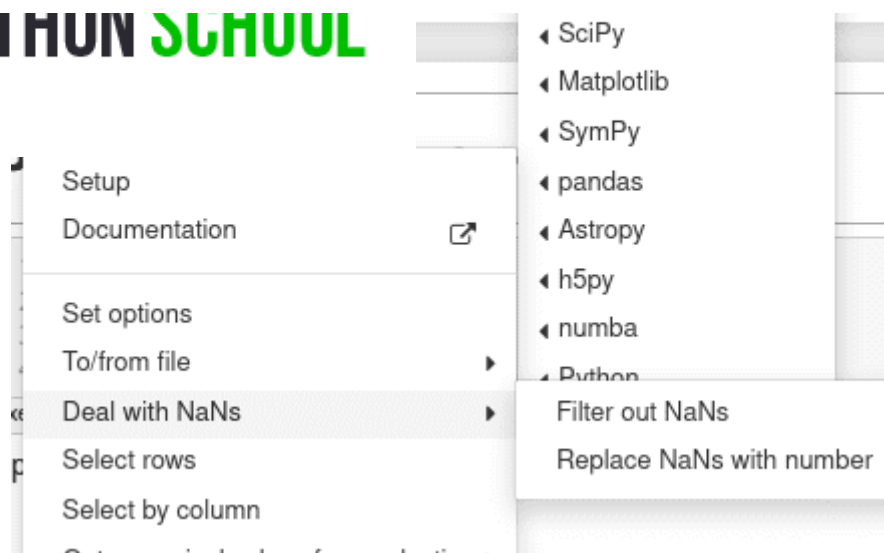 THON SCHOOL
SciPy
Matplotlib
SymPy
pandas
Astropy
h5py
numba
Python
Setup
Documentation
Set options
To/from file
Deal with NaNs
Select rows
Select by column
Filter out NaNs
Replace NaNs with number